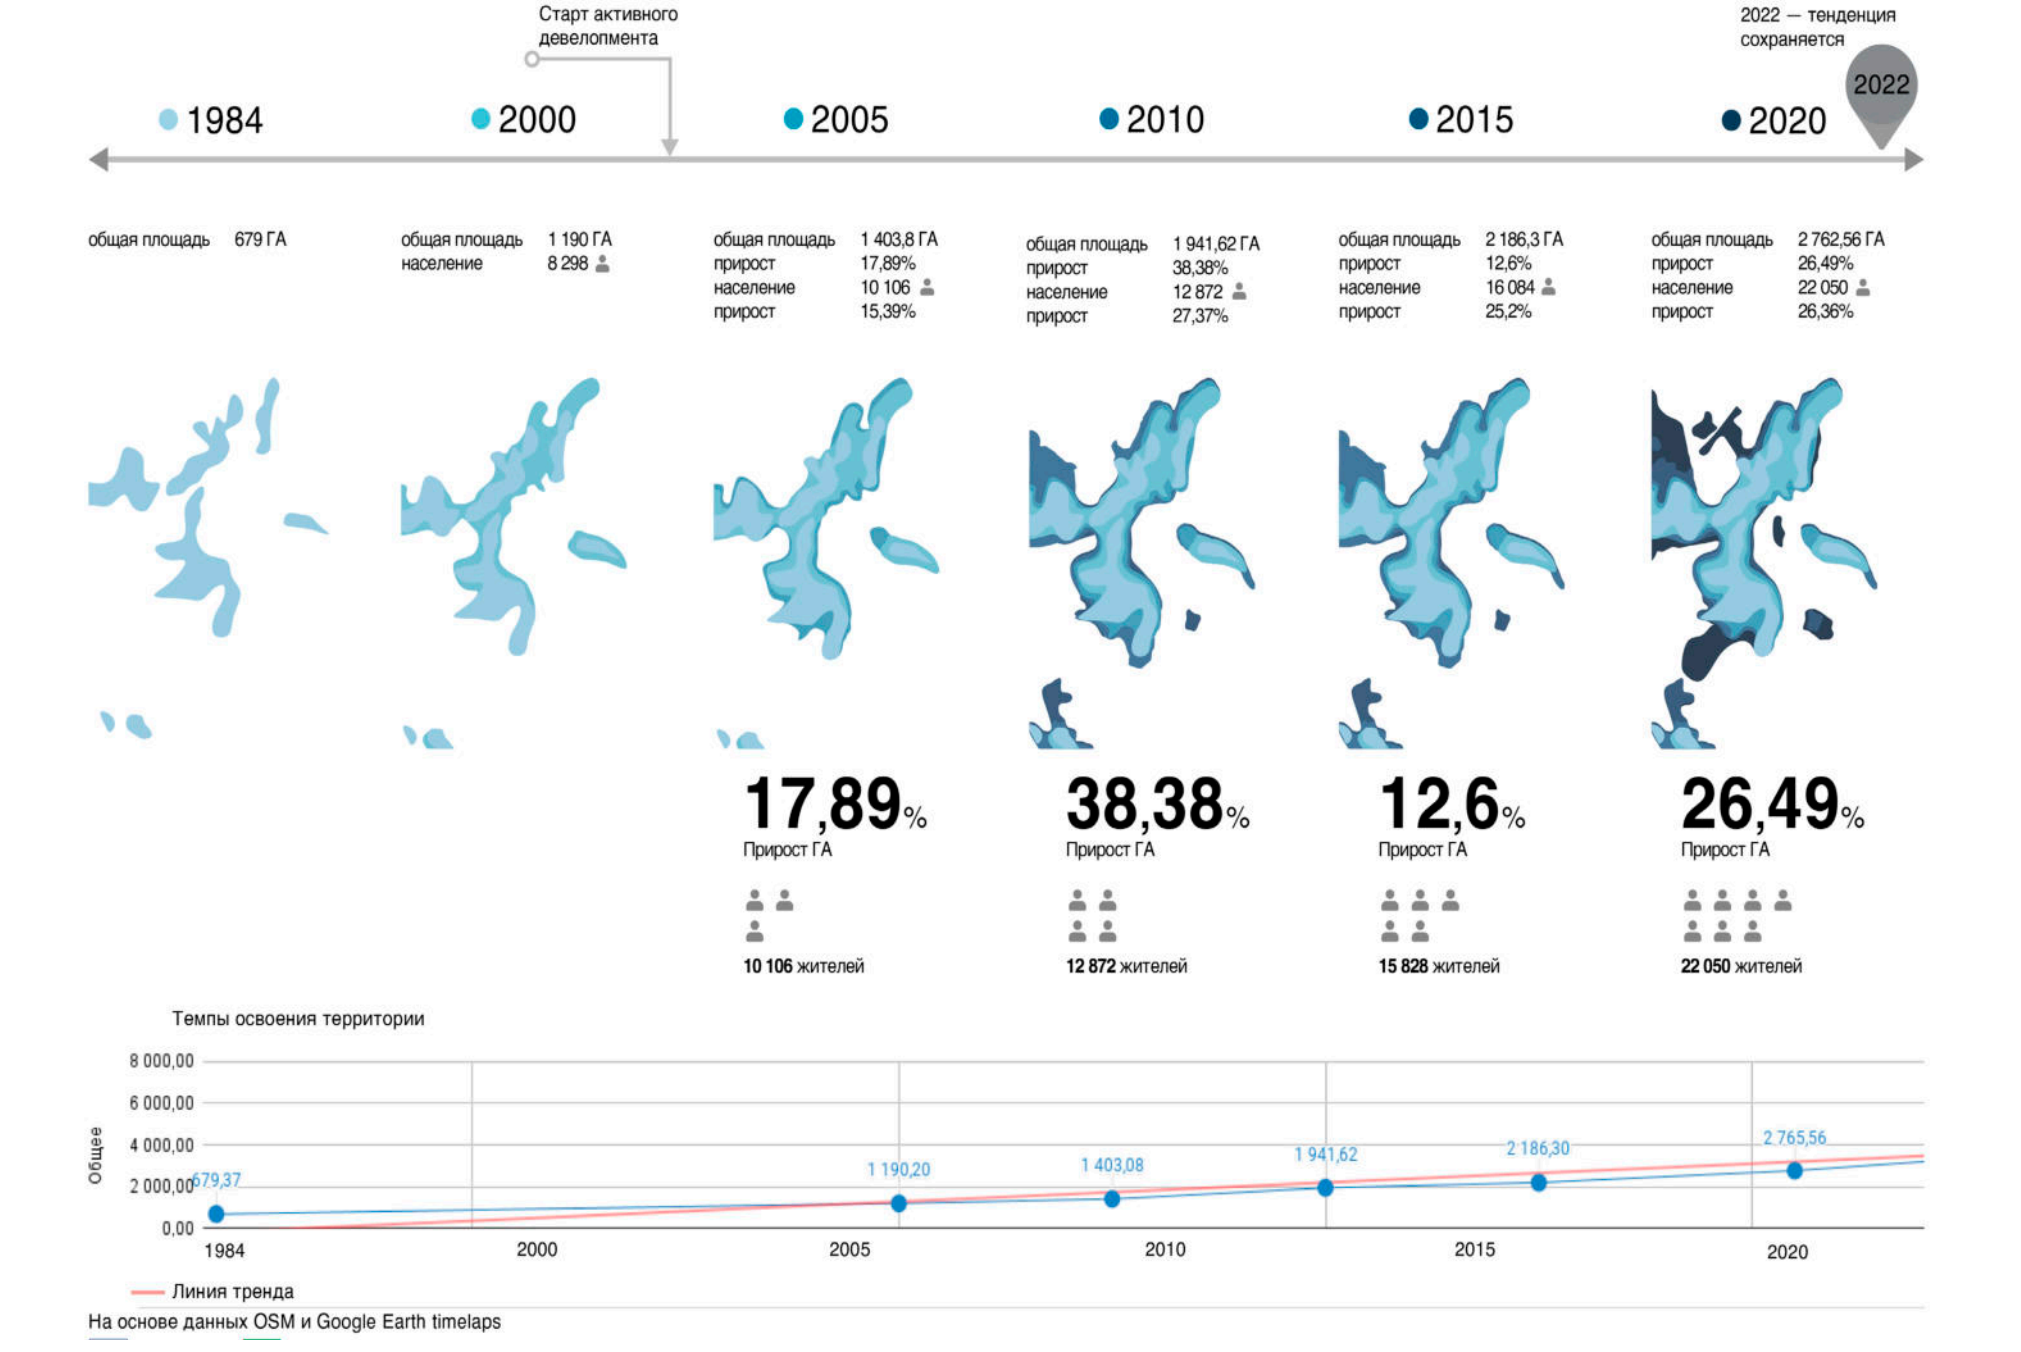 Старт активного
девелопмента
2022 — тенденция
сохраняется
2022
1984
2000
2005
2010
2015
2020
общая площадь 679 ГА
общая площадь 1 190 ГА
население 8 298
общая площадь 1 403,8 ГА
прирост 17,89%
население 10 106
прирост 15,39%
общая площадь 1 941,62 ГА
прирост 38,38%
население 12 872
прирост 27,37%
общая площадь 2 186,3 ГА
прирост 12,6%
население 16 084
прирост 25,2%
общая площадь 2 762,56 ГА
прирост 26,49%
население 22 050
прирост 26,36%
17,89%
Прирост ГА
10 106 жителей
38,38%
Прирост ГА
12 872 жителей
12,6%
Прирост ГА
15 828 жителей
26,49%
Прирост ГА
22 050 жителей
Темпы освоения территории
Общее
8 000,00
6 000,00
4 000,00
2 000,00
0,00
679,37
1 190,20
1 403,08
1 941,62
2 186,30
2 765,56
1984
2000
2005
2010
2015
2020
Линия тренда
На основе данных OSM и Google Earth timelaps